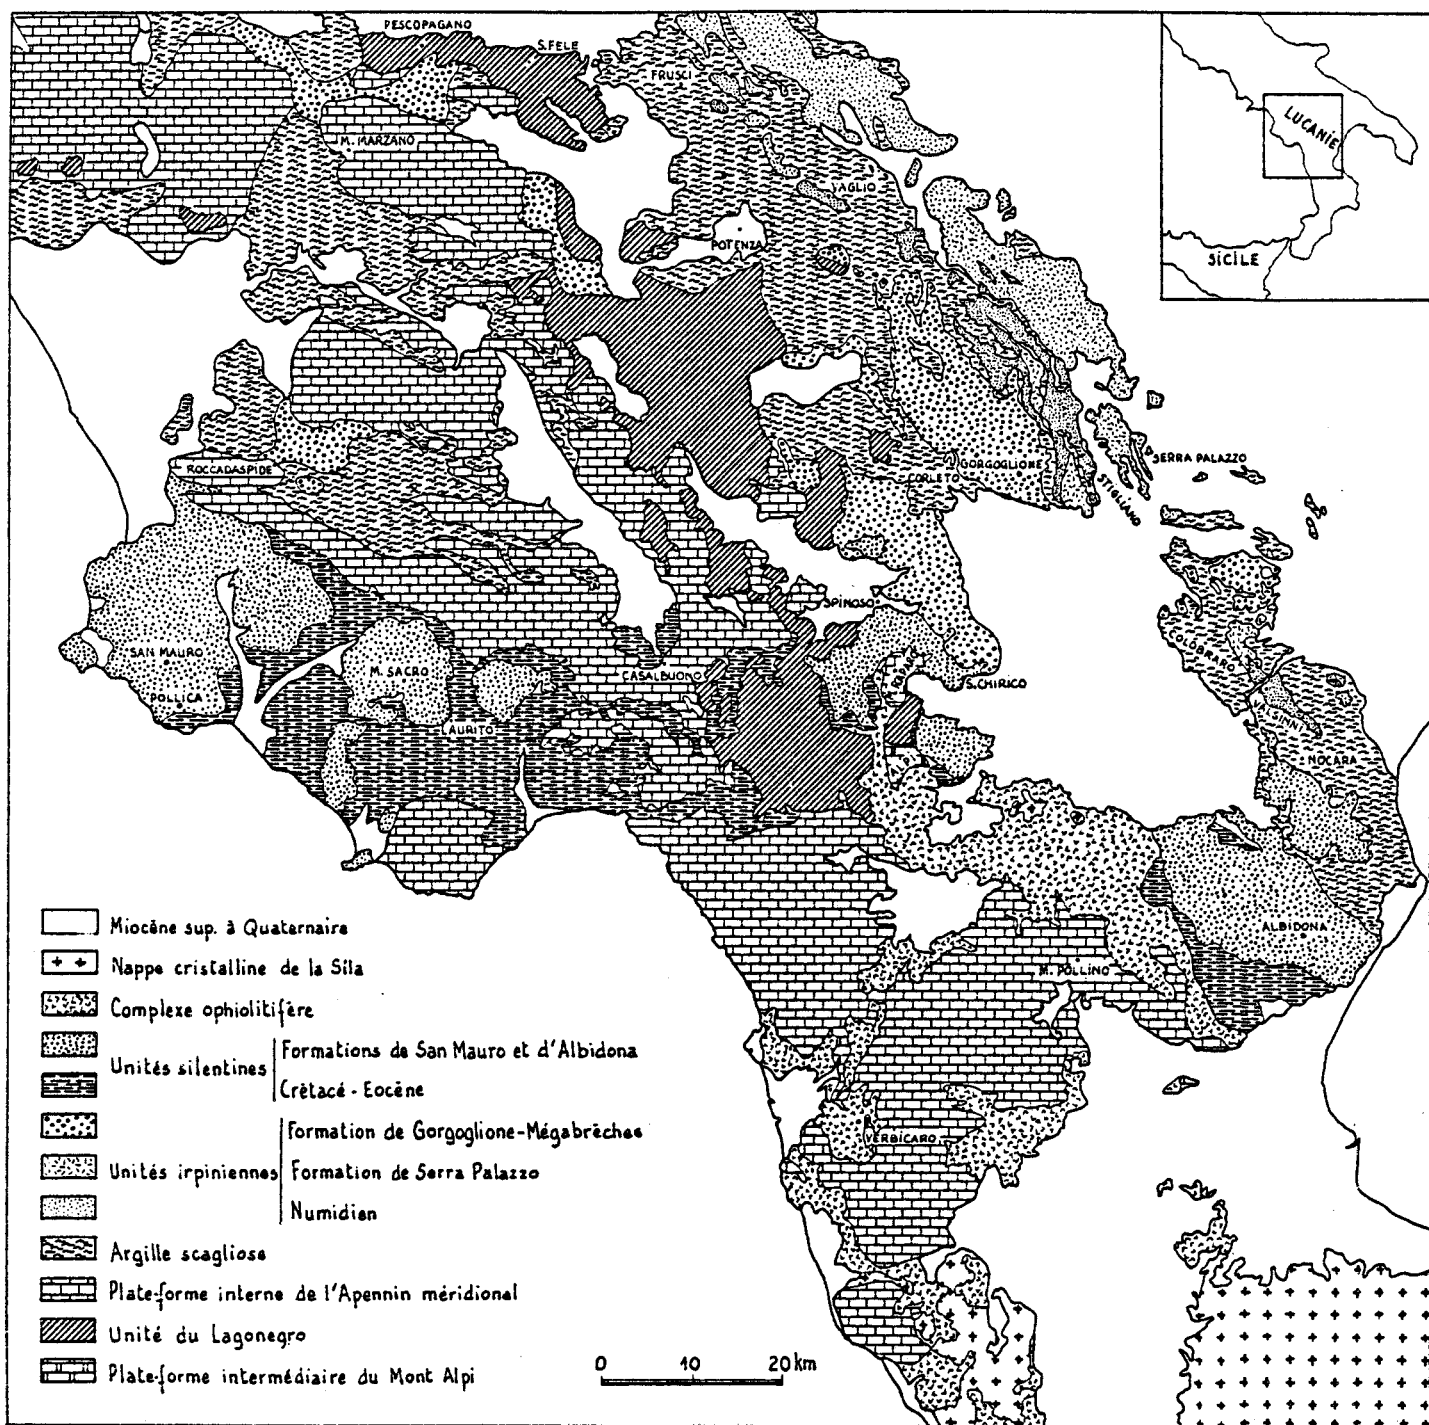 PESCOPAGANO
S.FELE
FRUSCI
LUCANIE
SICILE
M. MARZANO
VAGLIO
POTENZA
ROCCADASPIDE
GORGOGLIONE
CORLETO
SERRA PALAZZO
STIGLIANO
SPINOSO
COLOBRARO
SAN MAURO
M. SACRO
CASALBUONO
S.CHIRICO
POLLICA
LAURITO
SINNI
NOCARA
ALPI
ALBIDONA
M. POLLINO
VERBICARO
Miocène sup. à Quaternaire
Nappe cristalline de la Sila
Complexe ophiolitifère
Unités silentines
Formations de San Mauro et d'Albidona
Crétacé - Eocène
Unités irpiniennes
Formation de Gorgoglione-Mégabrèches
Formation de Serra Palazzo
Numidien
Argille scagliose
Plate-forme interne de l'Apennin méridional
Unité du Lagonegro
Plate-forme intermédiaire du Mont Alpi
0 10 20 km